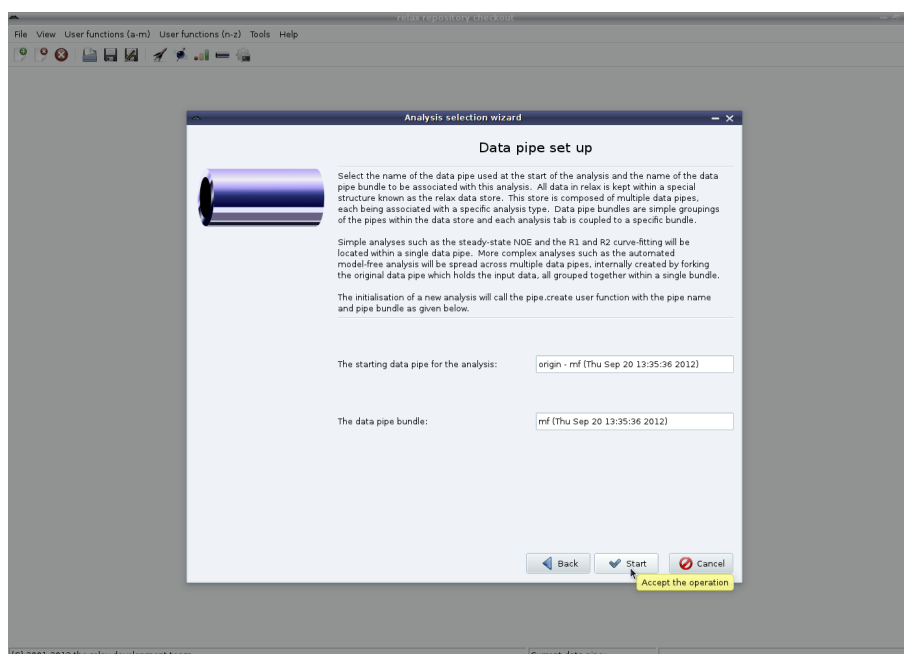 relax repository checkout
File View User functions (a-m) User functions (n-z) Tools Help
Analysis selection wizard
Data pipe set up
Select the name of the data pipe used at the start of the analysis and the name of the data
pipe bundle to be associated with this analysis. All data in relax is kept within a special
structure known as the relax data store. This store is composed of multiple data pipes,
each being associated with a specific analysis type. Data pipe bundles are simple groupings
of the pipes within the data store and each analysis tab is coupled to a specific bundle.
Simple analyses such as the steady-state NOE and the R1 and R2 curve-fitting will be
located within a single data pipe. More complex analyses such as the automated
model-free analysis will be spread across multiple data pipes, internally created by forking
the original data pipe which holds the input data, all grouped together within a single bundle.
The initialisation of a new analysis will call the pipe.create user function with the pipe name
and pipe bundle as given below.
The starting data pipe for the analysis: origin - mf (Thu Sep 20 13:35:36 2012)
The data pipe bundle: mf (Thu Sep 20 13:35:36 2012)
Back Start Cancel
Accept the operation
(C) 2001-2012 the relax development team Current data pipe: